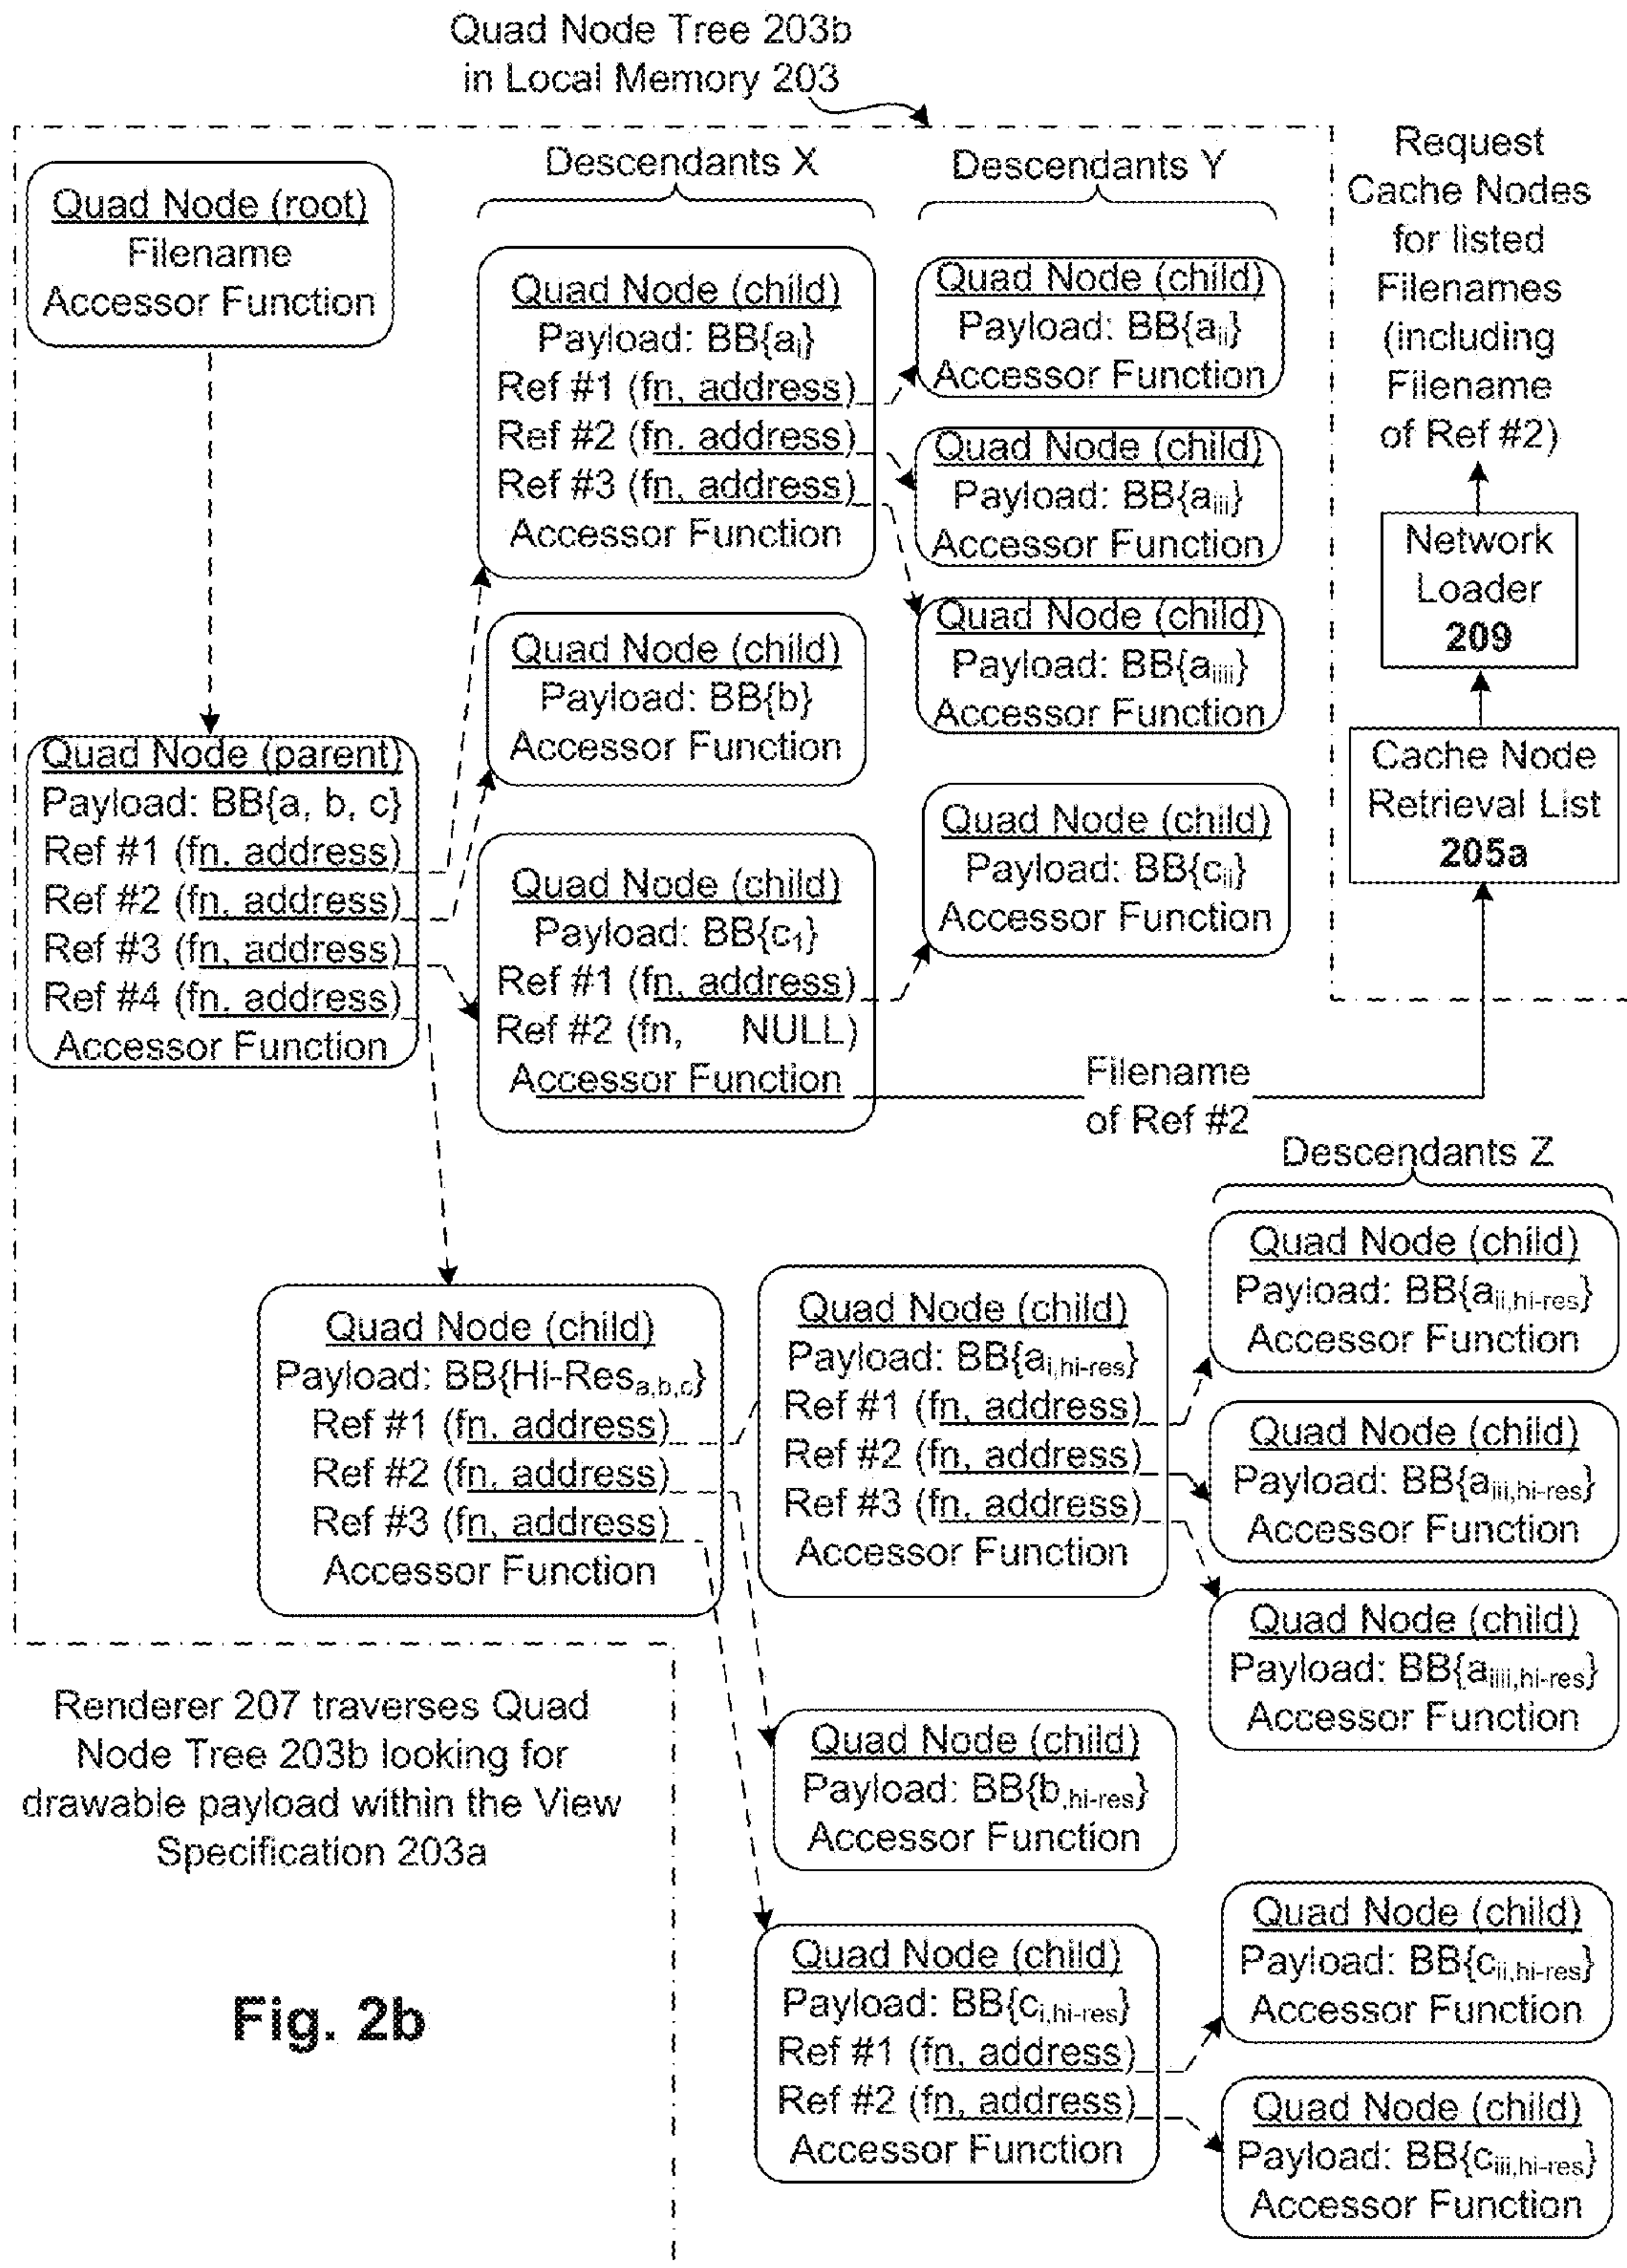 Quad Node Tree 203b
in Local Memory 203
Descendants X
Descendants Y
Request
Cache Nodes
for listed
Filenames
(including
Filename
of Ref #2)
Quad Node (root)
Filename
Accessor Function
Quad Node (child)
Payload: BB{ai}
Ref #1 (fn, address)
Ref #2 (fn, address)
Ref #3 (fn, address)
Accessor Function
Quad Node (child)
Payload: BB{aii}
Accessor Function
Quad Node (child)
Payload: BB{aiii}
Accessor Function
Quad Node (child)
Payload: BB{aiiii}
Accessor Function
Network
Loader
209
Quad Node (child)
Payload: BB{b}
Accessor Function
Quad Node (parent)
Payload: BB{a, b, c}
Ref #1 (fn, address)
Ref #2 (fn, address)
Ref #3 (fn, address)
Ref #4 (fn, address)
Accessor Function
Cache Node
Retrieval List
205a
Quad Node (child)
Payload: BB{c1}
Ref #1 (fn, address)
Ref #2 (fn, NULL)
Accessor Function
Quad Node (child)
Payload: BB{cii}
Accessor Function
Filename
of Ref #2
Descendants Z
Quad Node (child)
Payload: BB{Hi-Resa,b,c}
Ref #1 (fn, address)
Ref #2 (fn, address)
Ref #3 (fn, address)
Accessor Function
Quad Node (child)
Payload: BB{ai,hi-res}
Ref #1 (fn, address)
Ref #2 (fn, address)
Ref #3 (fn, address)
Accessor Function
Quad Node (child)
Payload: BB{aii,hi-res}
Accessor Function
Quad Node (child)
Payload: BB{aiii,hi-res}
Accessor Function
Quad Node (child)
Payload: BB{aiiii,hi-res}
Accessor Function
Renderer 207 traverses Quad
Node Tree 203b looking for
drawable payload within the View
Specification 203a
Quad Node (child)
Payload: BB{b,hi-res}
Accessor Function
Quad Node (child)
Payload: BB{ci,hi-res}
Ref #1 (fn, address)
Ref #2 (fn, address)
Accessor Function
Quad Node (child)
Payload: BB{cii,hi-res}
Accessor Function
Quad Node (child)
Payload: BB{ciii,hi-res}
Accessor Function
Fig. 2b